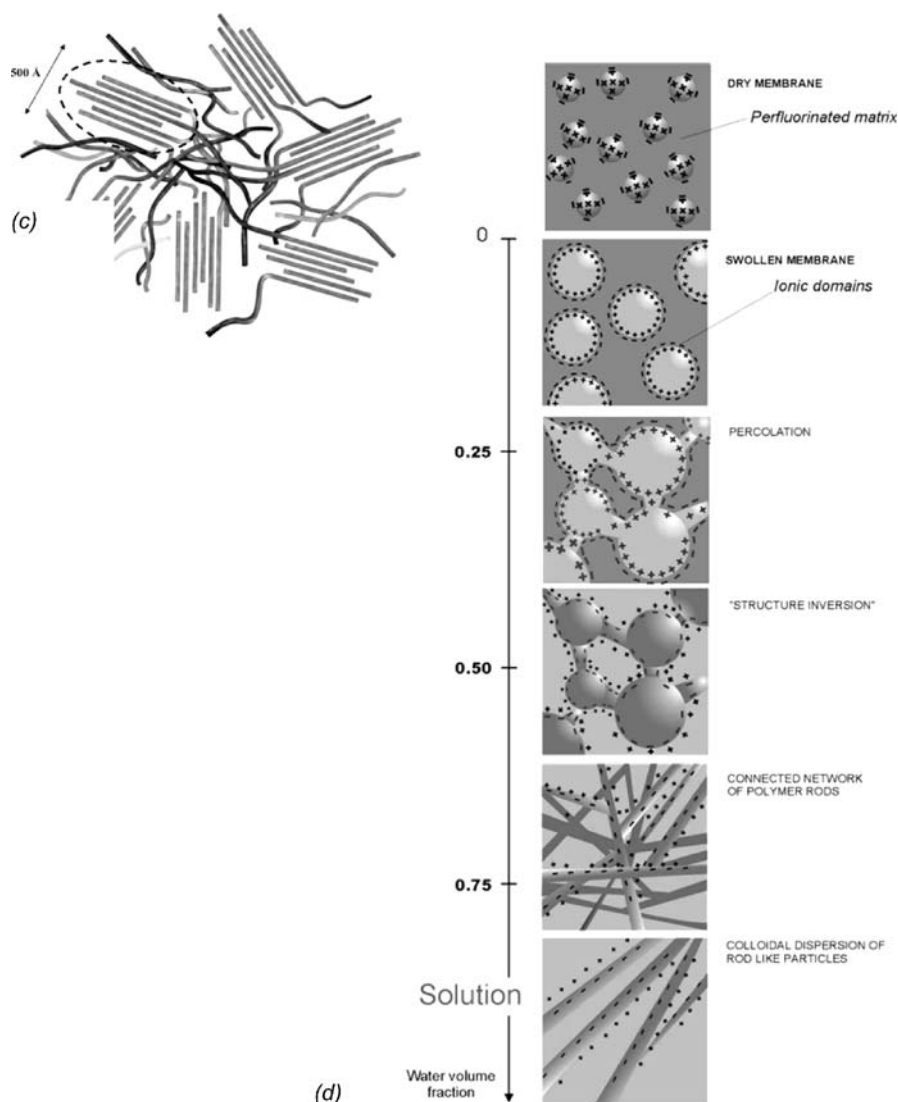 500 Å
(c)
DRY MEMBRANE
Perfluorinated matrix
0
SWOLLEN MEMBRANE
Ionic domains
PERCOLATION
0.25
"STRUCTURE INVERSION"
0.50
CONNECTED NETWORK
OF POLYMER RODS
0.75
COLLOIDAL DISPERSION OF
ROD LIKE PARTICLES
Solution
Water volume
fraction
(d)